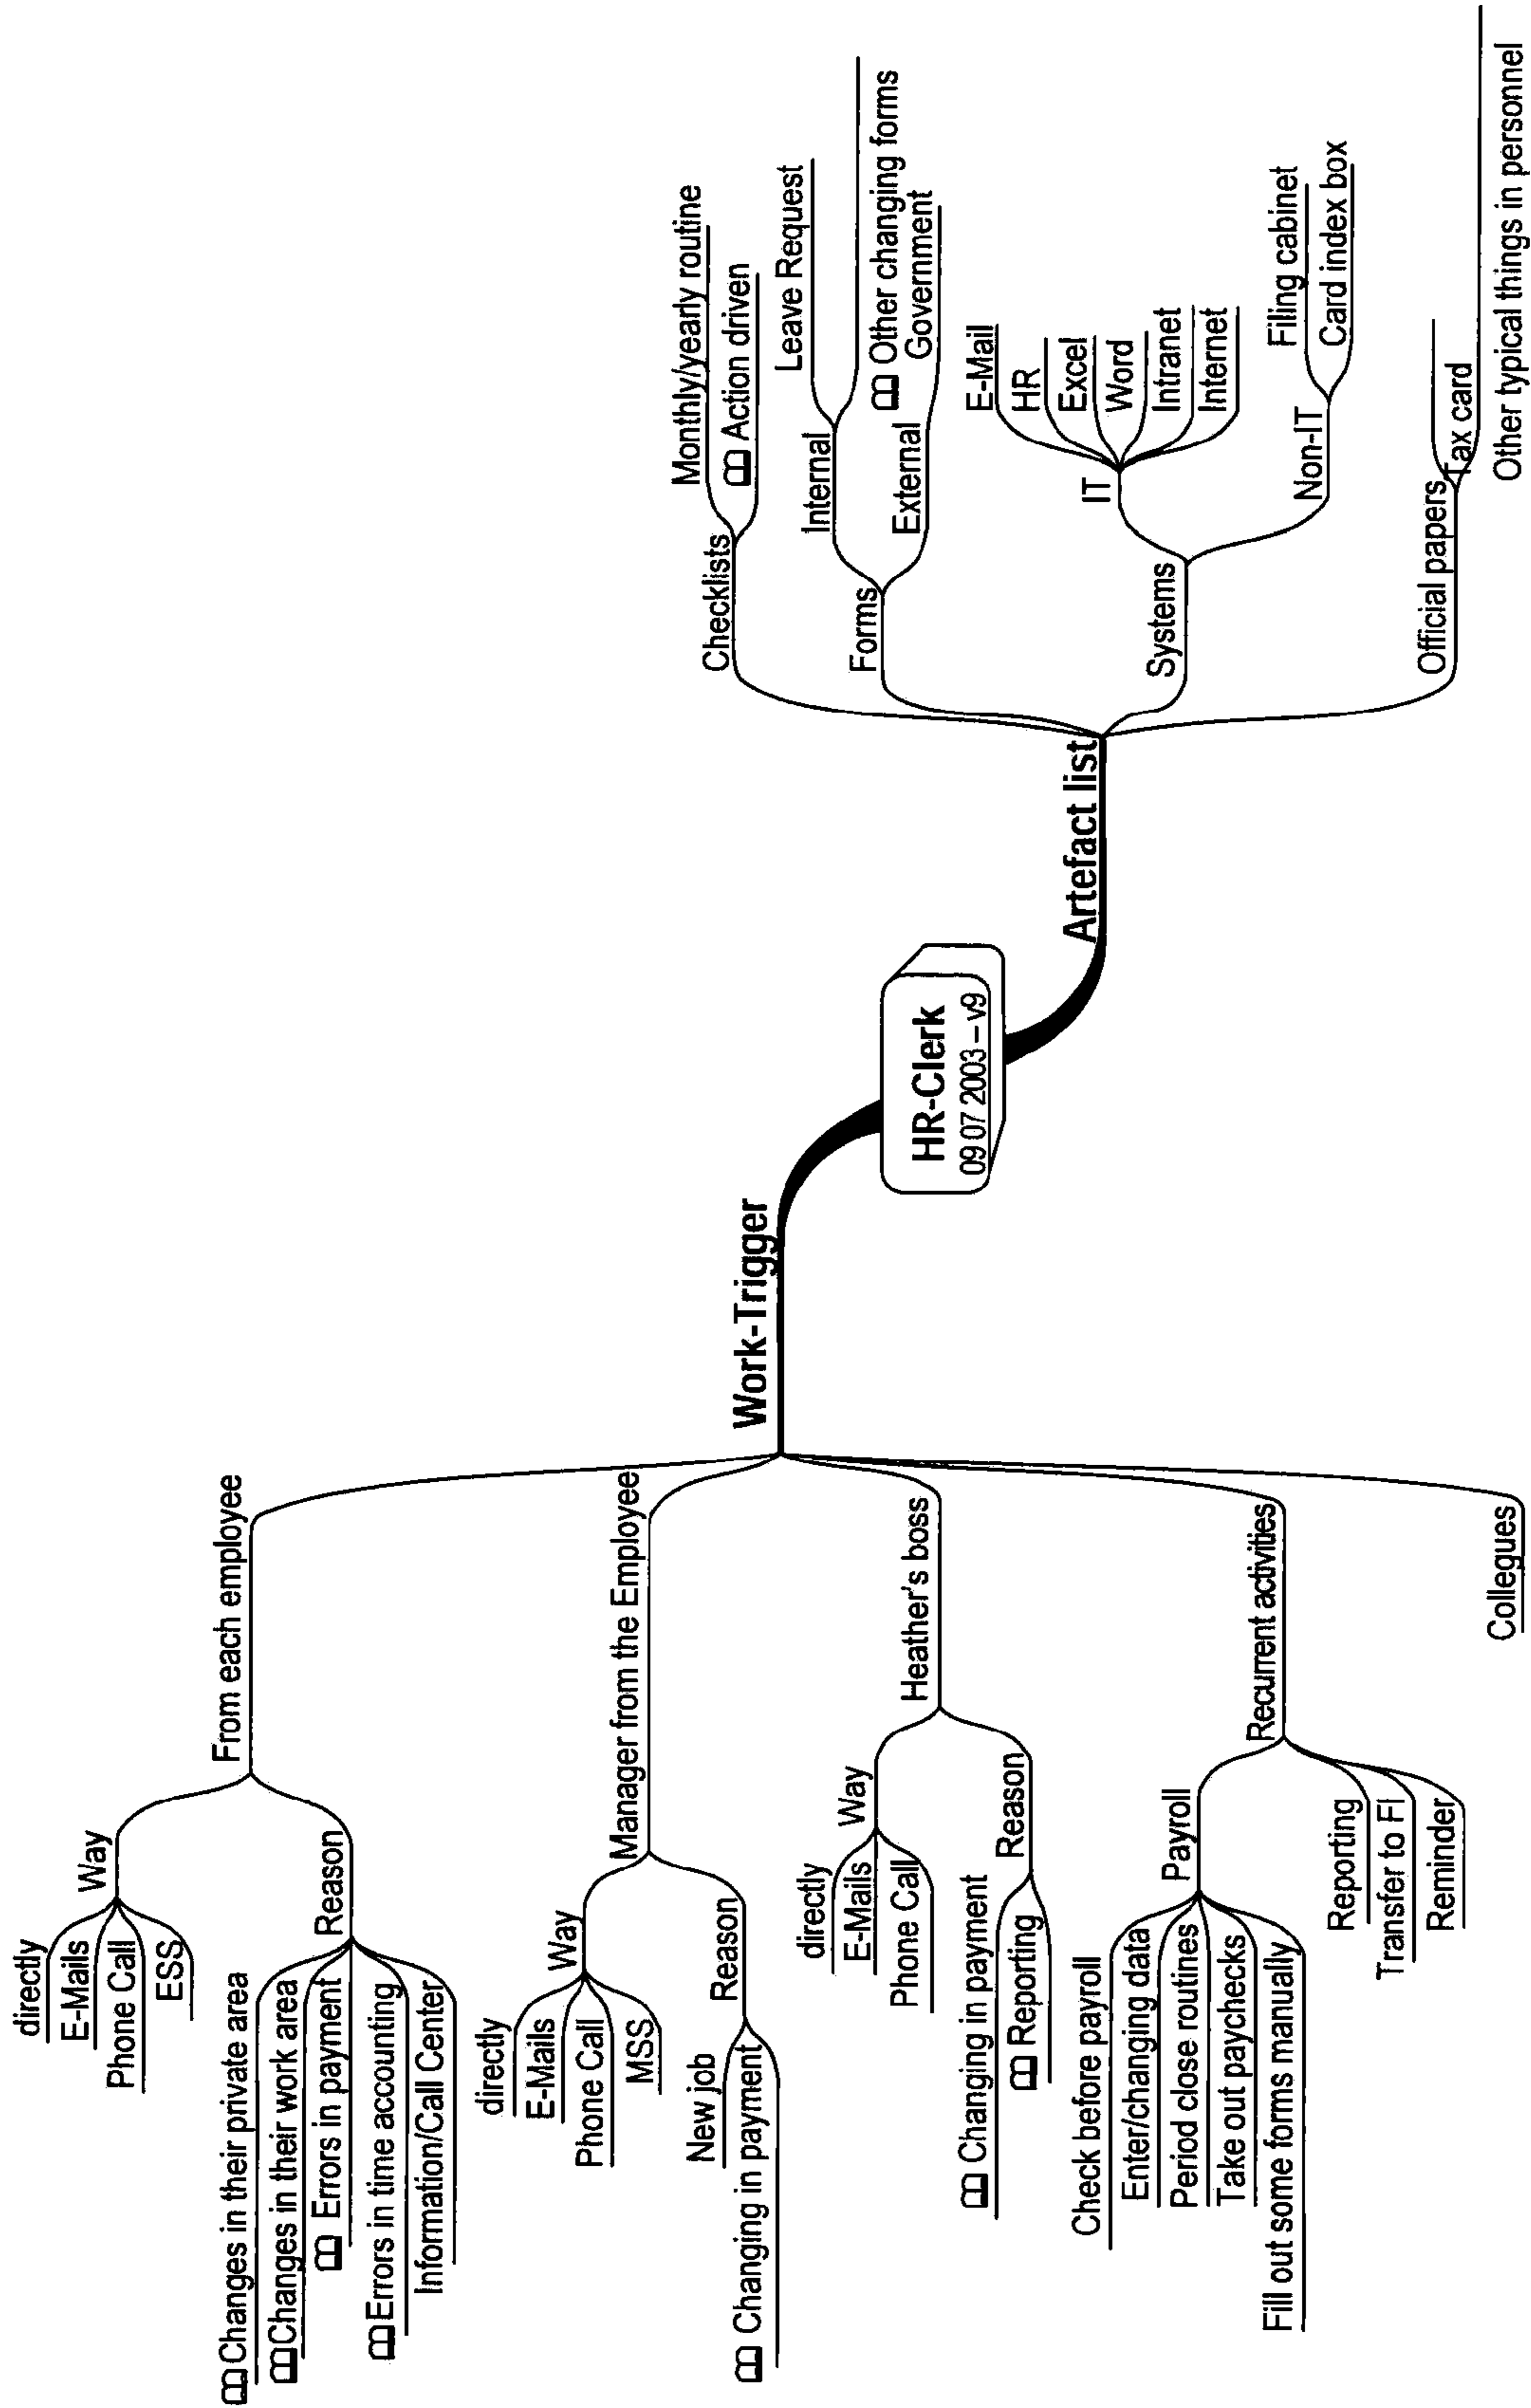 directly
E-Mails
Phone Call
ESS
Way
Changes in their private area
Changes in their work area
Errors in payment
Errors in time accounting
Information/Call Center
Reason
From each employee
directly
E-Mails
Phone Call
MSS
Way
New job
Changing in payment
Reason
Manager from the Employee
directly
E-Mails
Phone Call
Way
Changing in payment
Reporting
Reason
Heather's boss
Check before payroll
Enter/changing data
Period close routines
Take out paychecks
Fill out some forms manually
Payroll
Reporting
Transfer to FI
Reminder
Recurrent activities
Collegues
Work-Trigger
HR-Clerk
09 07 2003 – v9
Artefact list
Checklists
Monthly/yearly routine
Action driven
Forms
Internal
Leave Request
Other changing forms
External
Government
Systems
IT
E-Mail
HR
Excel
Word
Intranet
Internet
Non-IT
Filling cabinet
Card index box
Official papers
Tax card
Other typical things in personnel